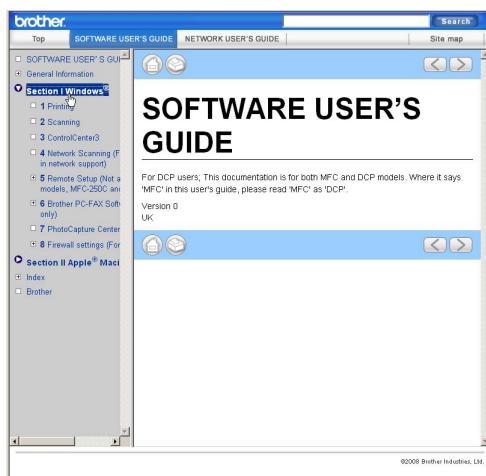 brother.
Search
Top
SOFTWARE USER'S GUIDE
NETWORK USER'S GUIDE
Site map
SOFTWARE USER'S GUI
General Information
Section I Windows®
1 Printing
2 Scanning
3 ControlCenter3
4 Network Scanning (F
in network support)
5 Remote Setup (Not a
models, MFC-250C an
6 Brother PC-FAX Soft
only)
7 PhotoCapture Center
8 Firewall settings (For
Section II Apple® Maci
Index
Brother
SOFTWARE USER'S
GUIDE
For DCP users; This documentation is for both MFC and DCP models. Where it says
'MFC' in this user's guide, please read 'MFC' as 'DCP'.
Version 0
UK
©2008 Brother Industries, Ltd.